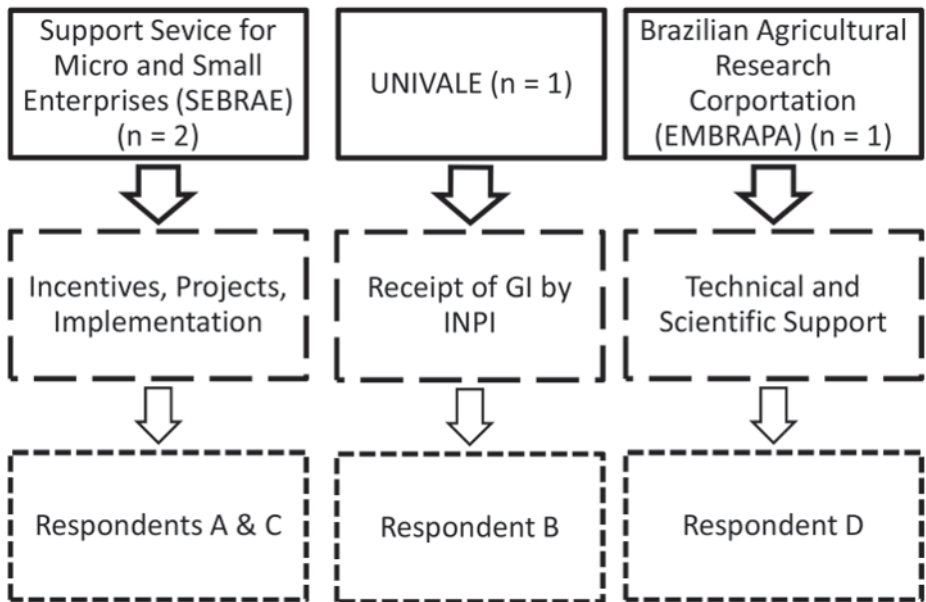 Support Sevice for
Micro and Small
Enterprises (SEBRAE)
(n = 2)
UNIVALE (n = 1)
Brazilian Agricultural
Research
Corportation
(EMBRAPA) (n = 1)
Incentives, Projects,
Implementation
Receipt of GI by
INPI
Technical and
Scientific Support
Respondents A & C
Respondent B
Respondent D